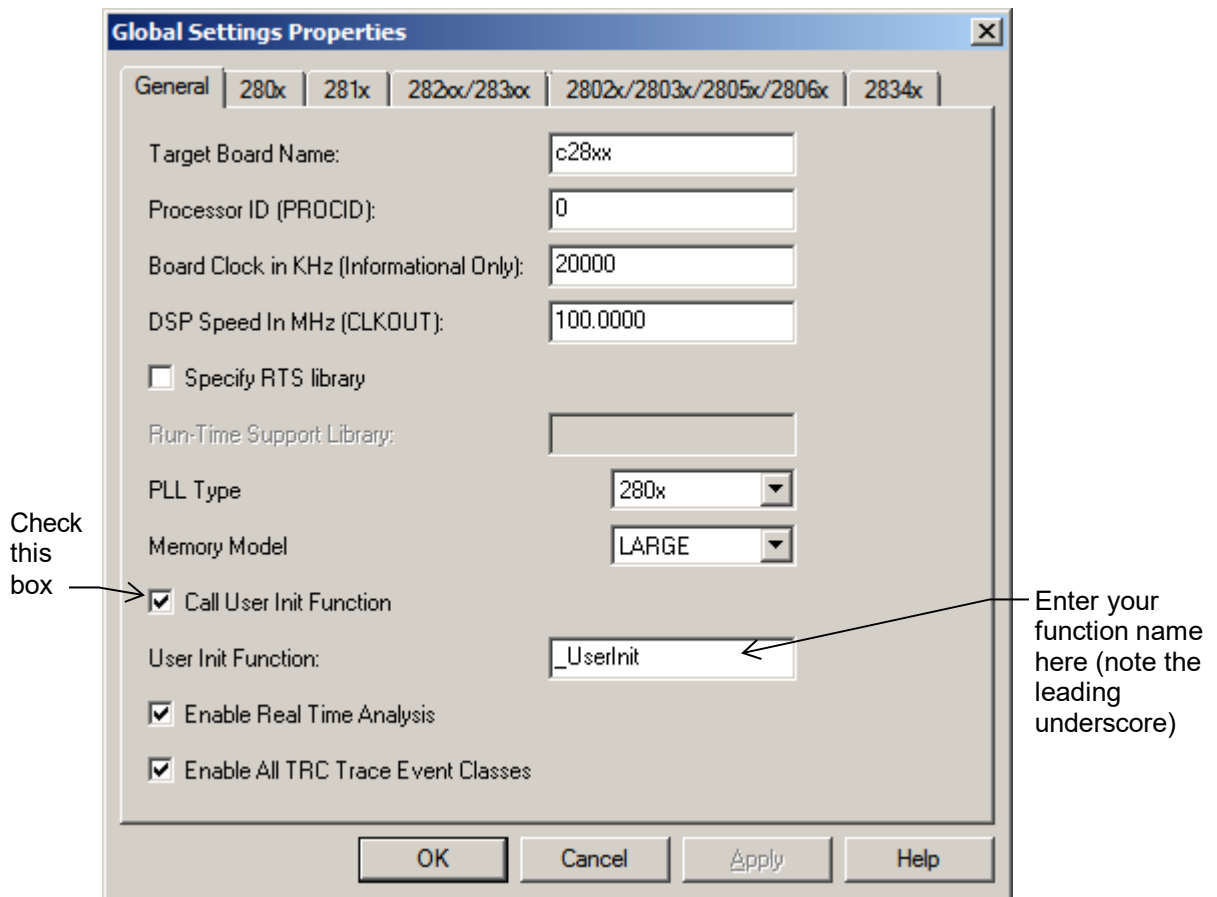 Global Settings Properties
General 280x 281x 282xx/283xx 2802x/2803x/2805x/2806x 2834x
Target Board Name: c28xx
Processor ID (PROCID): 0
Board Clock in KHz (Informational Only): 20000
DSP Speed In MHz (CLKOUT): 100.0000
Specify RTS library
Run-Time Support Library:
PLL Type 280x
Memory Model LARGE
Check
this
box
Call User Init Function
User Init Function: _UserInit
Enter your
function name
here (note the
leading
underscore)
Enable Real Time Analysis
Enable All TRC Trace Event Classes
OK Cancel Apply Help